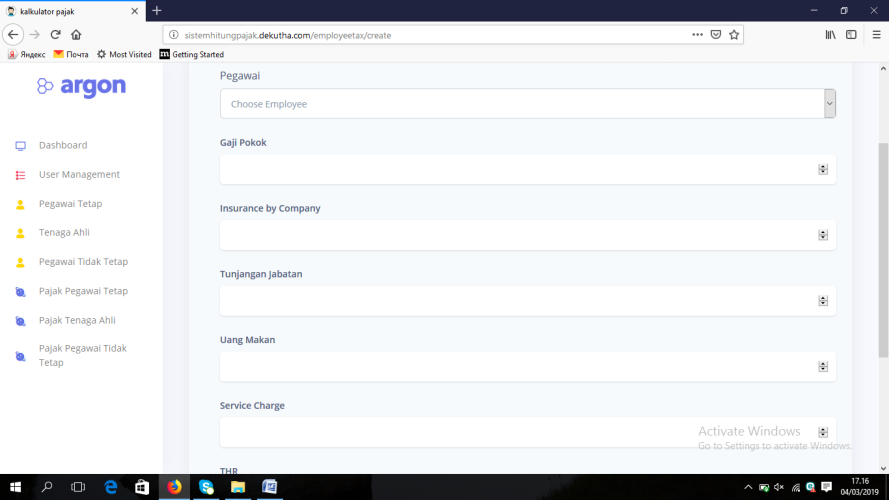 kalkulator pajak
sistemhitungpajak.dekutha.com/employeetax/create
Яндекс Почта Most Visited Getting Started
argon
Dashboard
User Management
Pegawai Tetap
Tenaga Ahli
Pegawai Tidak Tetap
Pajak Pegawai Tetap
Pajak Tenaga Ahli
Pajak Pegawai Tidak
Tetap
Pegawai
Choose Employee
Gaji Pokok
Insurance by Company
Tunjangan Jabatan
Uang Makan
Service Charge
THR
Activate Windows
Go to Settings to activate Windows.
17.16
04/03/2019